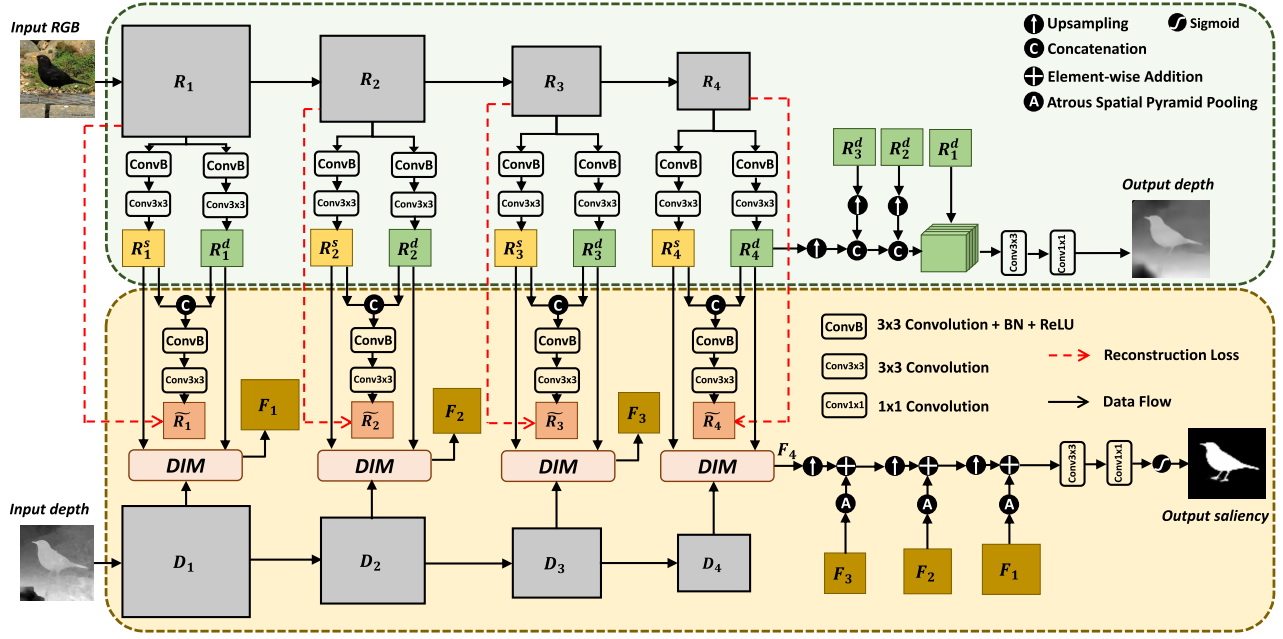 Input RGB
R₁
R₂
R₃
R₄
Upsampling
Sigmoid
C Concatenation
Element-wise Addition
A Atrous Spatial Pyramid Pooling
ConvB ConvB ConvB ConvB ConvB ConvB ConvB ConvB
Conv3x3 Conv3x3 Conv3x3 Conv3x3 Conv3x3 Conv3x3 Conv3x3 Conv3x3
R₁ˢ R₁ᵈ R₂ˢ R₂ᵈ R₃ˢ R₃ᵈ R₄ˢ R₄ᵈ
R₃ᵈ R₂ᵈ R₁ᵈ
C C
Conv3x3
Conv1x1
Output depth
C C C C
ConvB ConvB ConvB ConvB
Conv3x3 Conv3x3 Conv3x3 Conv3x3
R̃₁ R̃₂ R̃₃ R̃₄
F₁ F₂ F₃
DIM DIM DIM DIM
ConvB 3x3 Convolution + BN + ReLU
Conv3x3 3x3 Convolution
Conv1x1 1x1 Convolution
Reconstruction Loss
Data Flow
F₄
A A A
F₃ F₂ F₁
Conv3x3
Conv1x1
Output saliency
Input depth
D₁
D₂
D₃
D₄